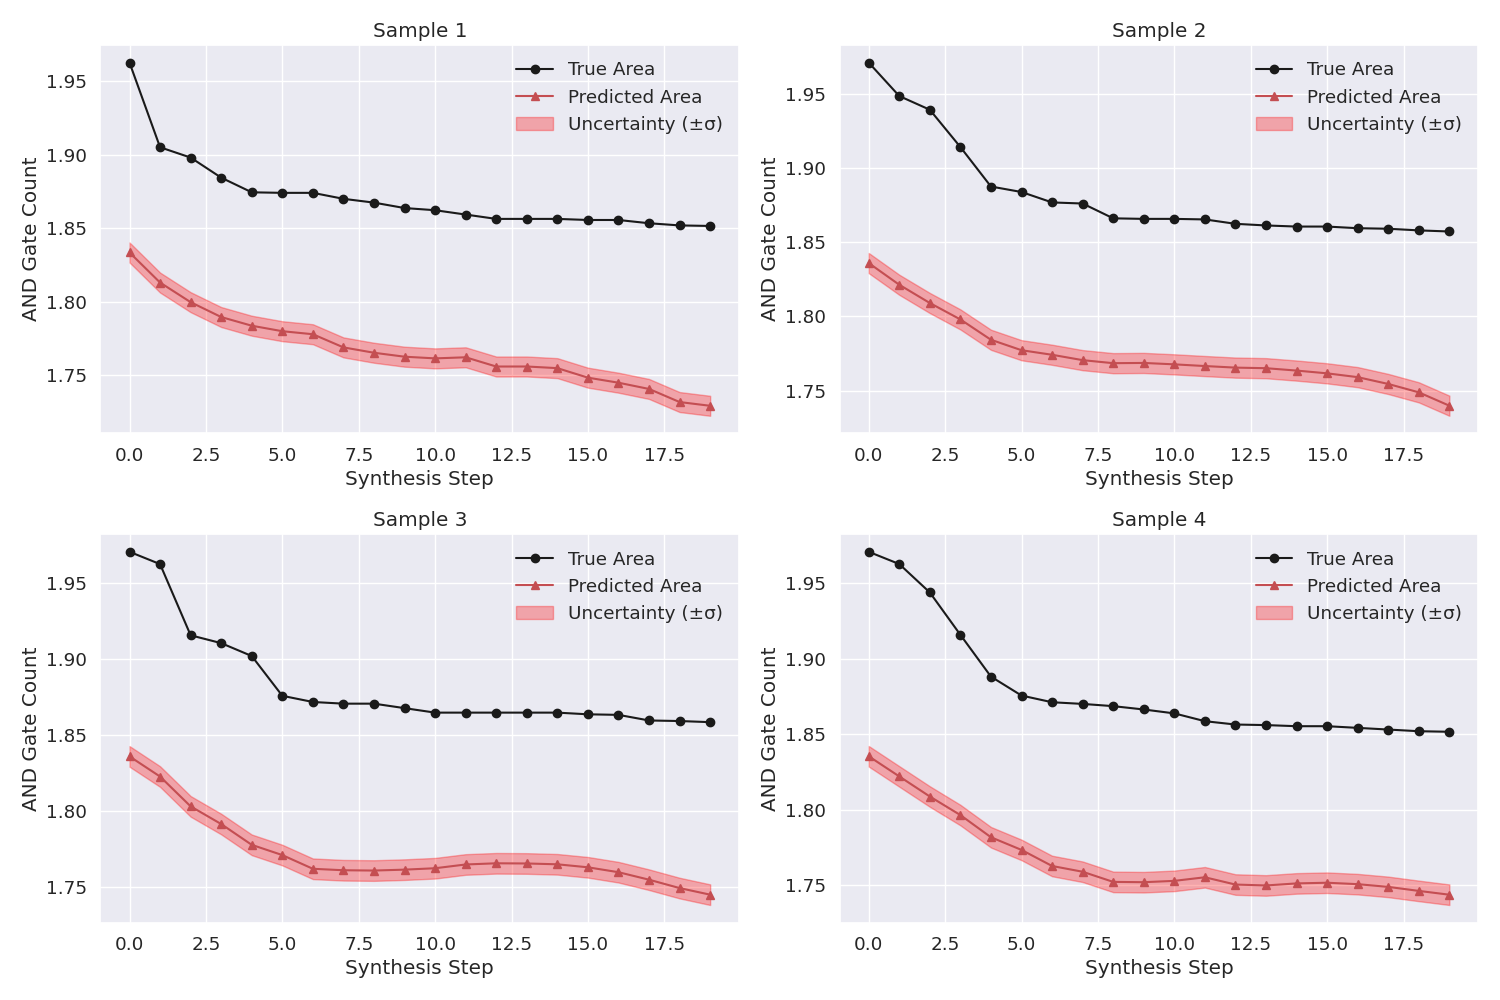 Sample 1
AND Gate Count
1.95
1.90
1.85
1.80
1.75
True Area
Predicted Area
Uncertainty (±σ)
0.0 2.5 5.0 7.5 10.0 12.5 15.0 17.5
Synthesis Step
Sample 2
AND Gate Count
1.95
1.90
1.85
1.80
1.75
True Area
Predicted Area
Uncertainty (±σ)
0.0 2.5 5.0 7.5 10.0 12.5 15.0 17.5
Synthesis Step
Sample 3
AND Gate Count
1.95
1.90
1.85
1.80
1.75
True Area
Predicted Area
Uncertainty (±σ)
0.0 2.5 5.0 7.5 10.0 12.5 15.0 17.5
Synthesis Step
Sample 4
AND Gate Count
1.95
1.90
1.85
1.80
1.75
True Area
Predicted Area
Uncertainty (±σ)
0.0 2.5 5.0 7.5 10.0 12.5 15.0 17.5
Synthesis Step